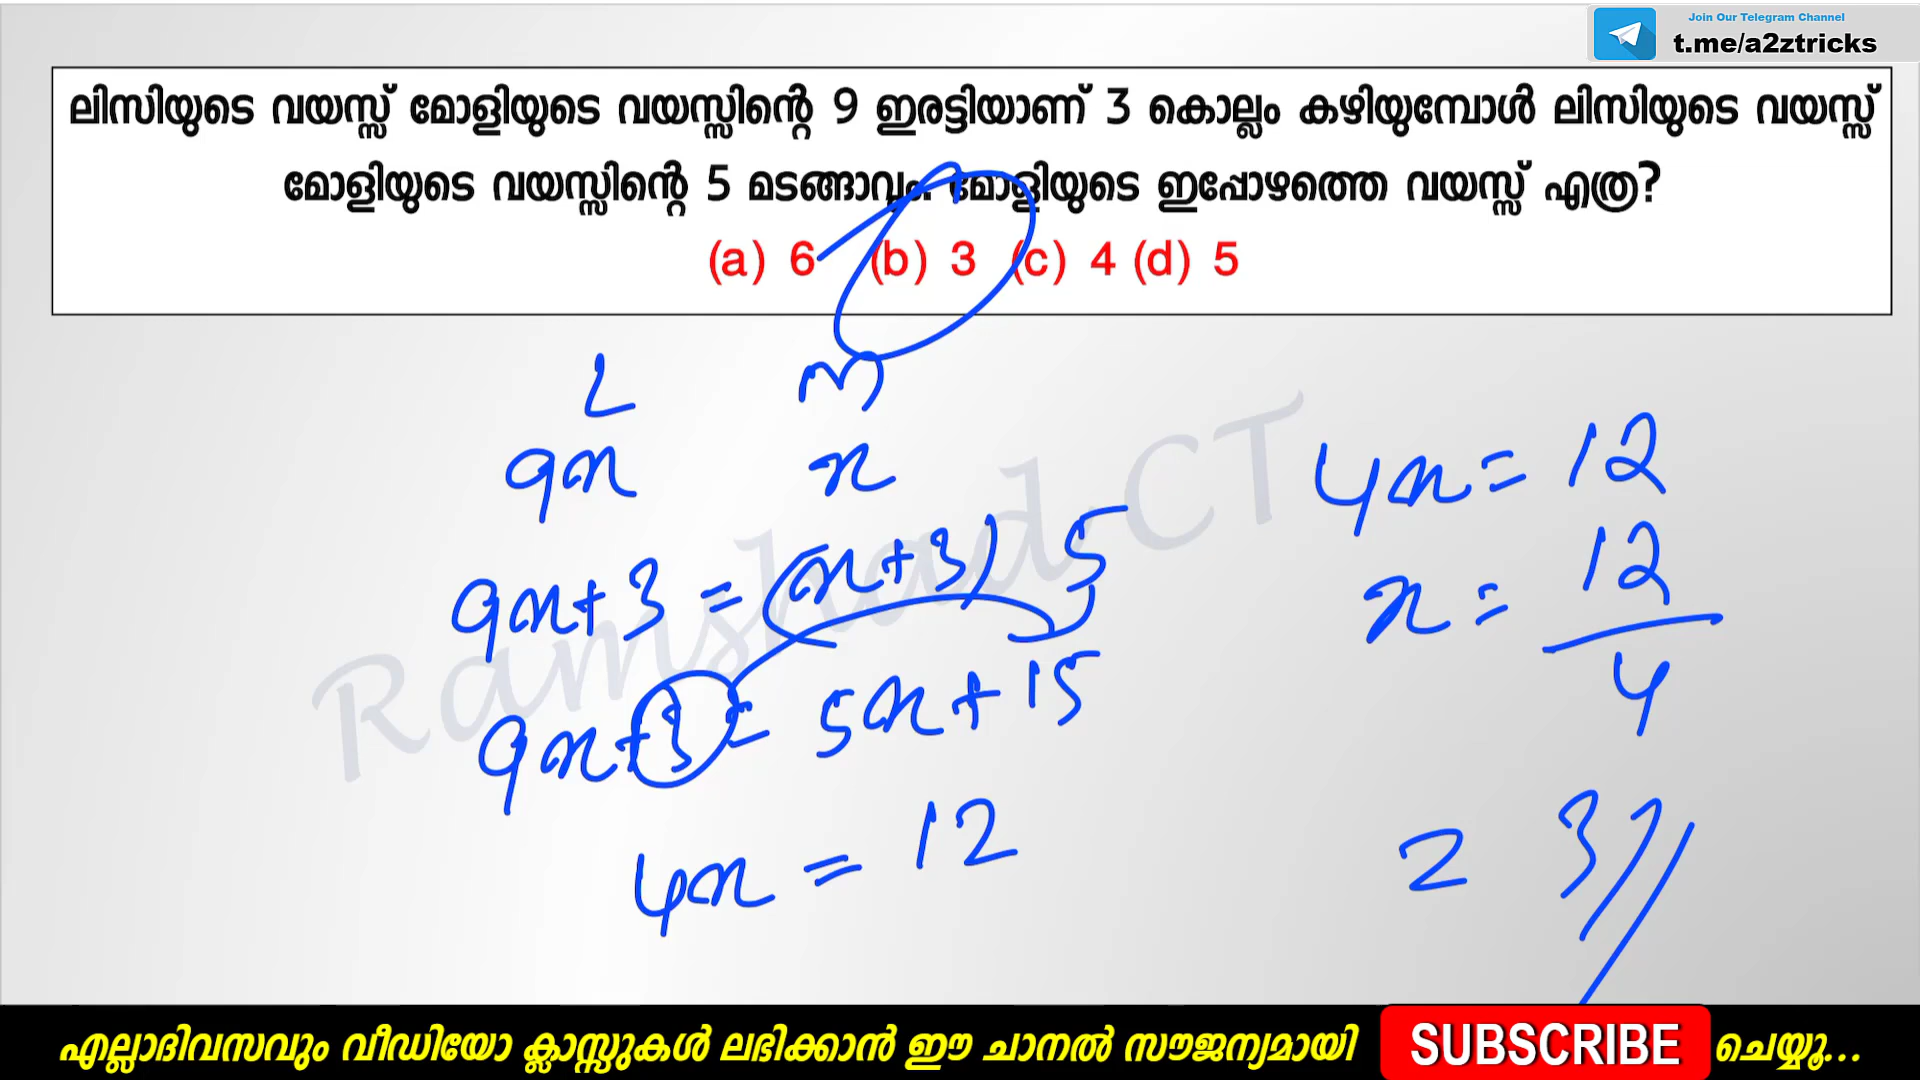 Join Our Telegram Channel
t.me/a2ztricks
ലിസിയുടെ വയസ്സ് മോളിയുടെ വയസ്സിന്റെ 9 ഇരട്ടിയാണ് 3 കൊല്ലം കഴിയുമ്പോൾ ലിസിയുടെ വയസ്സ്
മോളിയുടെ വയസ്സിന്റെ 5 മടങ്ങാവും. മോളിയുടെ ഇപ്പോഴത്തെ വയസ്സ് എത്ര?
(a) 6 (b) 3 (c) 4 (d) 5
L m
9x x
9x+3 = (x+3) 5
9x+3 = 5x+15
4x = 12
4x = 12
x = 12
4
= 3
Ramshad CT
എല്ലാദിവസവും വീഡിയോ ക്ലാസ്സുകൾ ലഭിക്കാൻ ഈ ചാനൽ സൗജന്യമായി SUBSCRIBE ചെയ്യൂ...